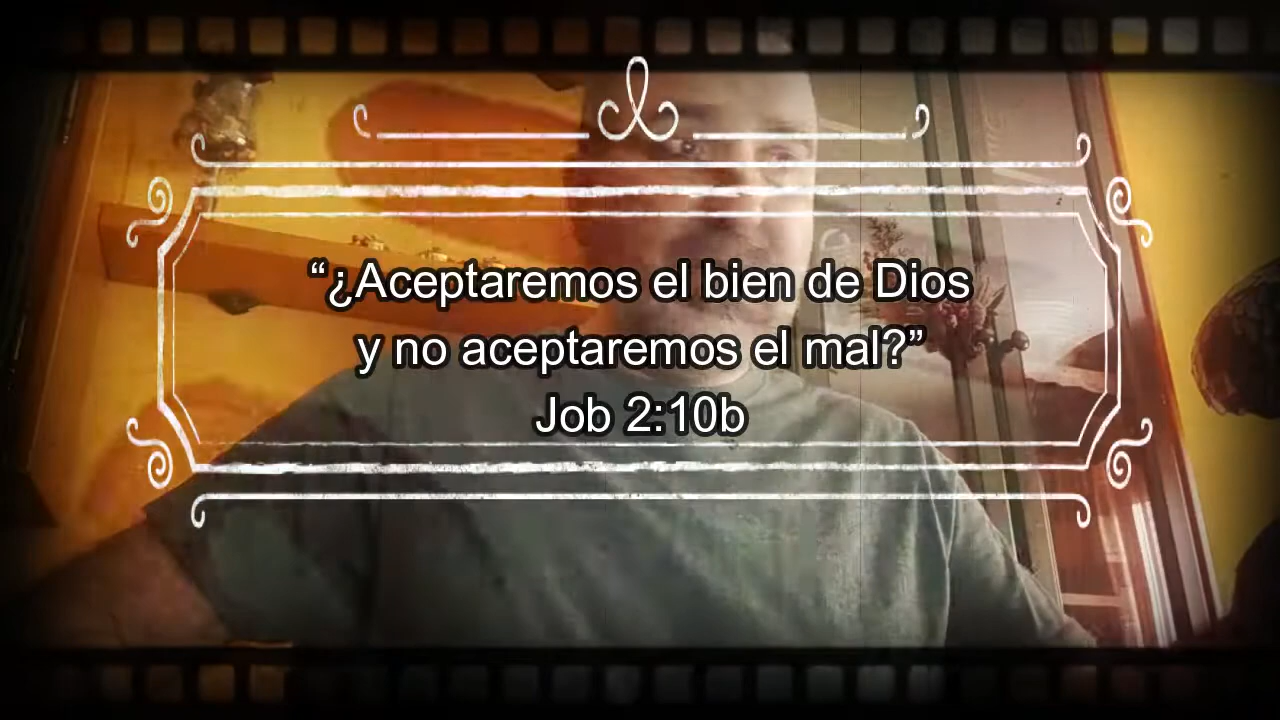 “¿Aceptaremos el bien de Dios
y no aceptaremos el mal?”
Job 2:10b